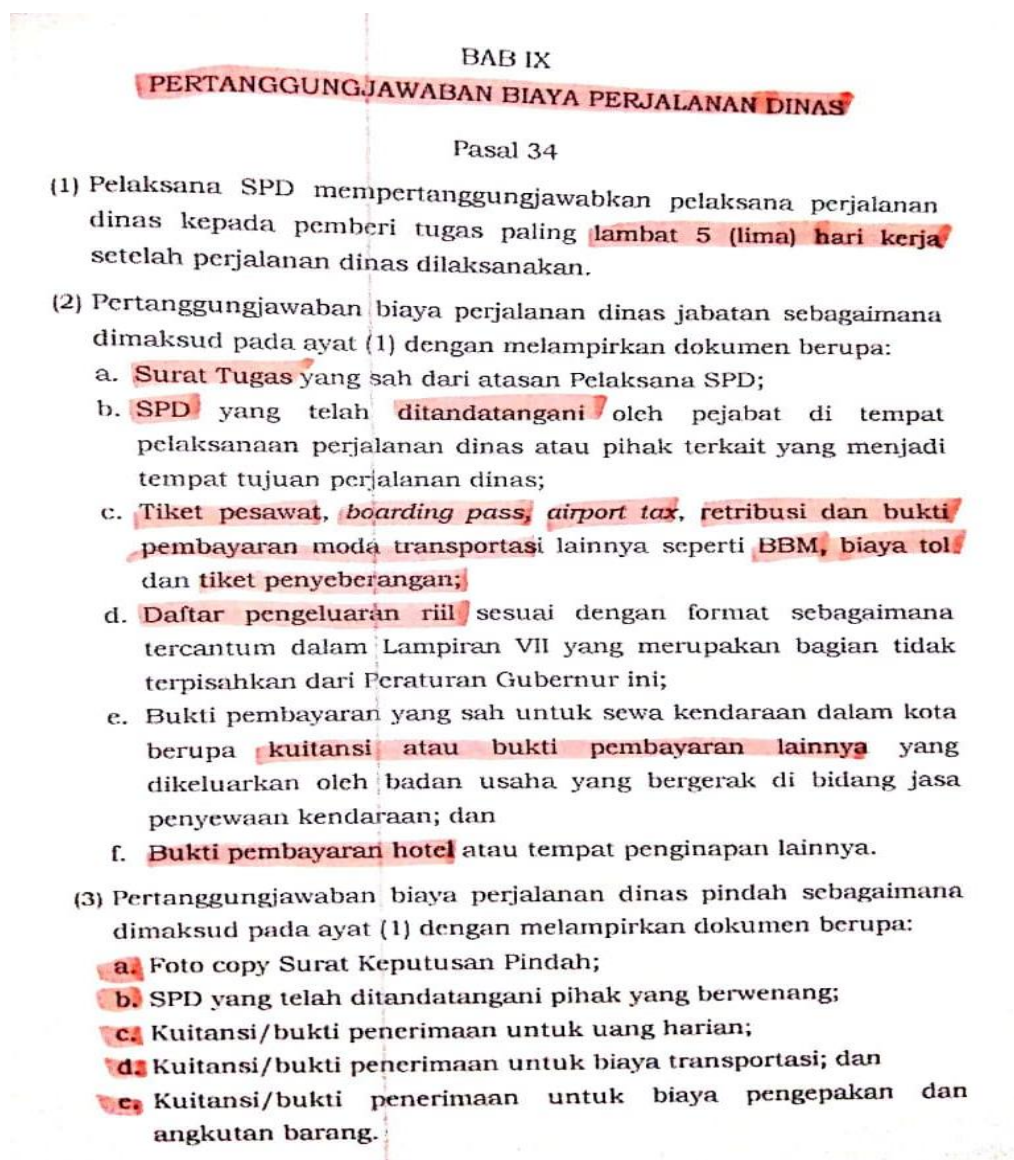 BAB IX
PERTANGGUNGJAWABAN BIAYA PERJALANAN DINAS
Pasal 34
(1) Pelaksana SPD mempertanggungjawabkan pelaksana perjalanan
dinas kepada pemberi tugas paling lambat 5 (lima) hari kerja
setelah perjalanan dinas dilaksanakan.
(2) Pertanggungjawaban biaya perjalanan dinas jabatan sebagaimana
dimaksud pada ayat (1) dengan melampirkan dokumen berupa:
a. Surat Tugas yang sah dari atasan Pelaksana SPD;
b. SPD yang telah ditandatangani oleh pejabat di tempat
pelaksanaan perjalanan dinas atau pihak terkait yang menjadi
tempat tujuan perjalanan dinas;
c. Tiket pesawat, boarding pass, airport tax, retribusi dan bukti
pembayaran moda transportasi lainnya seperti BBM, biaya tol
dan tiket penyeberangan;
d. Daftar pengeluaran riil sesuai dengan format sebagaimana
tercantum dalam Lampiran VII yang merupakan bagian tidak
terpisahkan dari Peraturan Gubernur ini;
e. Bukti pembayaran yang sah untuk sewa kendaraan dalam kota
berupa kuitansi atau bukti pembayaran lainnya yang
dikeluarkan oleh badan usaha yang bergerak di bidang jasa
penyewaan kendaraan; dan
f. Bukti pembayaran hotel atau tempat penginapan lainnya.
(3) Pertanggungjawaban biaya perjalanan dinas pindah sebagaimana
dimaksud pada ayat (1) dengan melampirkan dokumen berupa:
a. Foto copy Surat Keputusan Pindah;
b. SPD yang telah ditandatangani pihak yang berwenang;
c. Kuitansi/bukti penerimaan untuk uang harian;
d. Kuitansi/bukti penerimaan untuk biaya transportasi; dan
e. Kuitansi/bukti penerimaan untuk biaya pengepakan dan
angkutan barang.